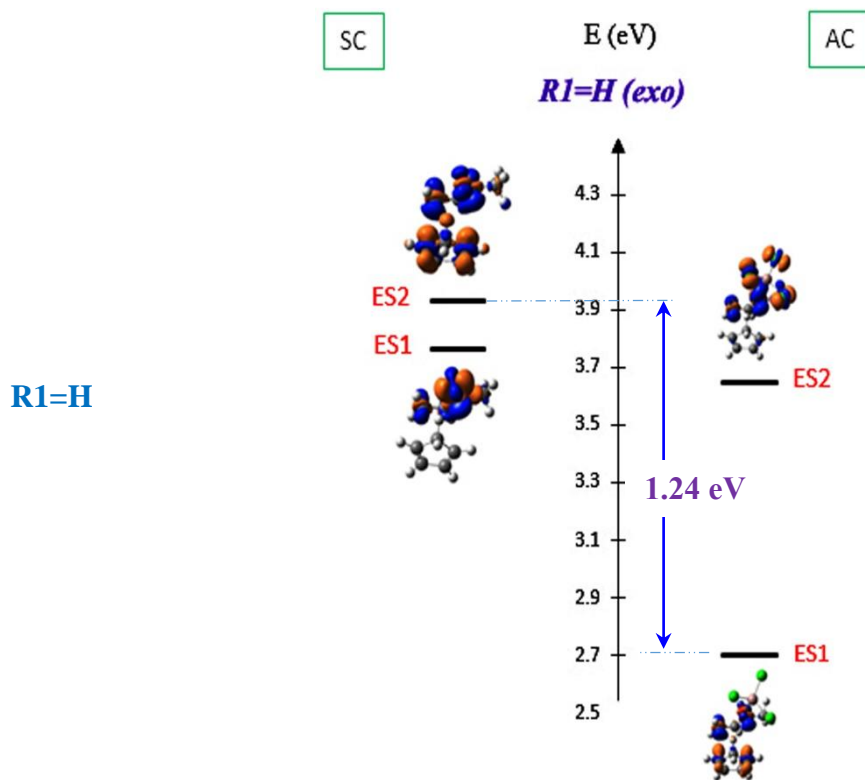 SC
E (eV)
AC
R1=H (exo)
4.3
4.1
ES2
3.9
ES1
3.7
ES2
R1=H
3.5
3.3
1.24 eV
3.1
2.9
2.7
ES1
2.5